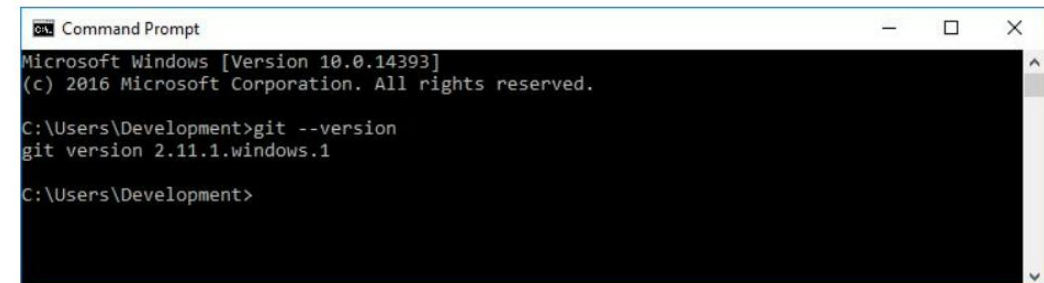 Command Prompt
Microsoft Windows [Version 10.0.14393]
(c) 2016 Microsoft Corporation. All rights reserved.
C:\Users\Development>git --version
git version 2.11.1.windows.1
C:\Users\Development>